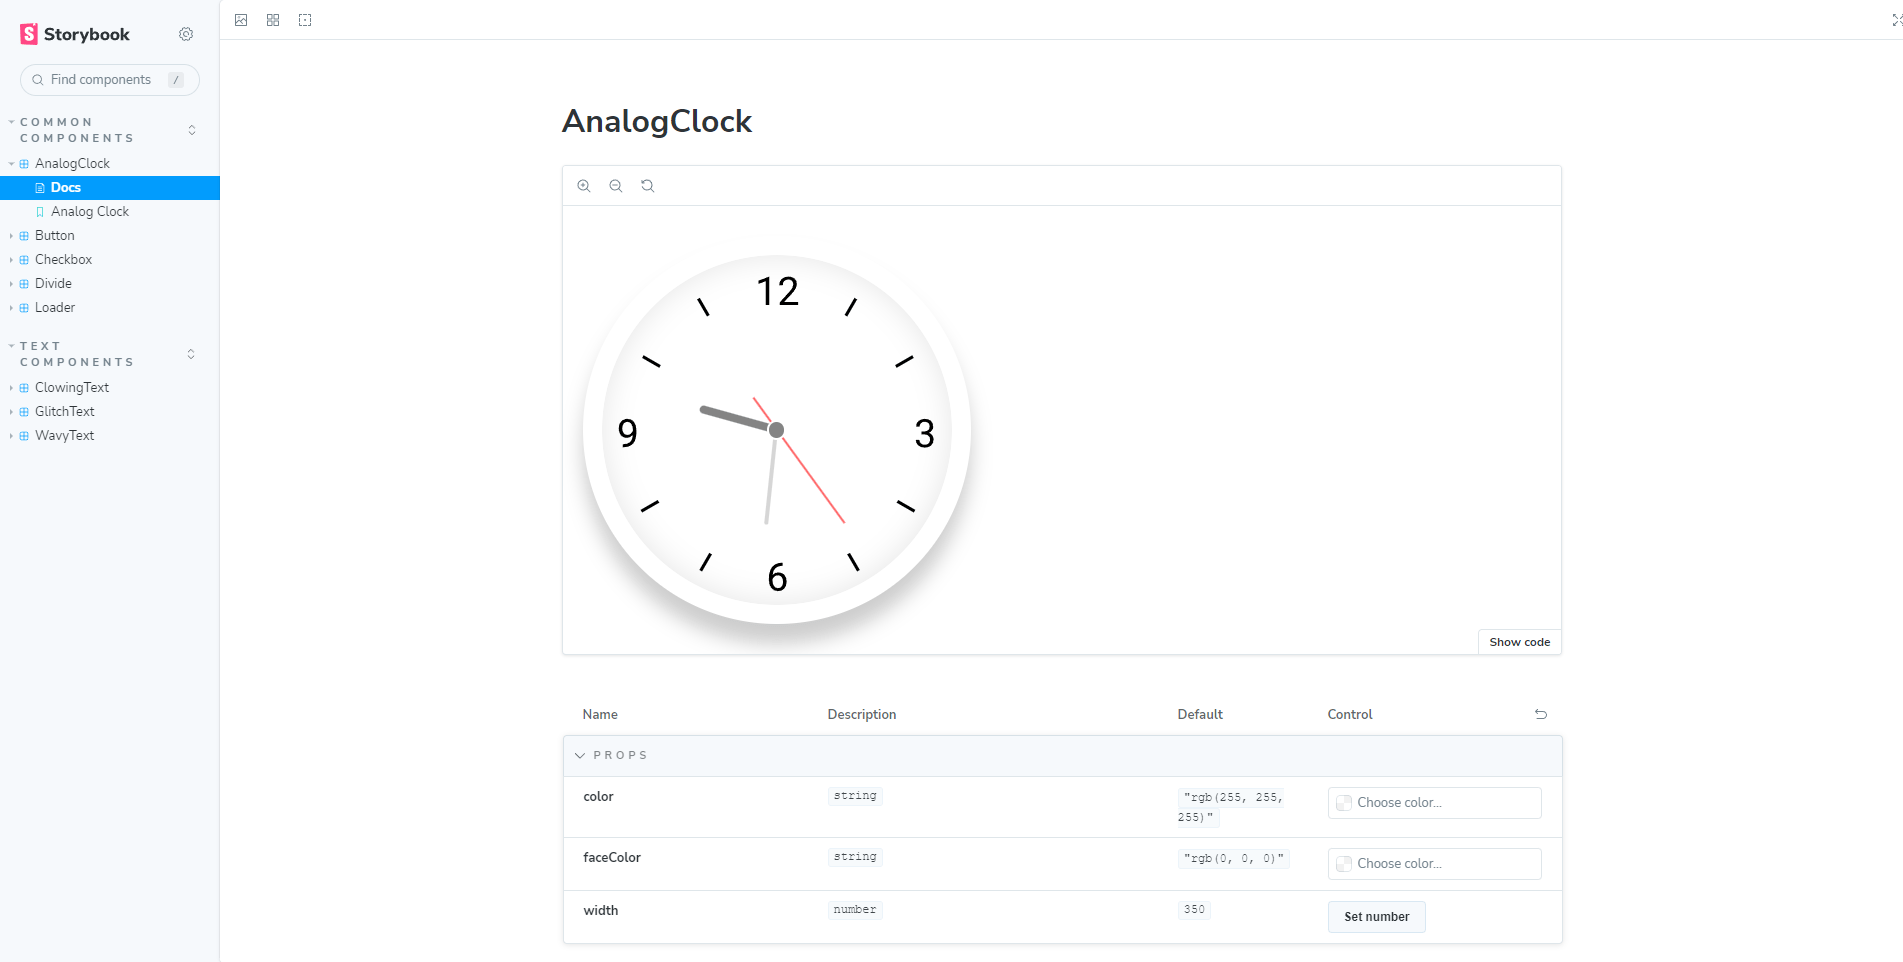 Storybook
Find components /
COMMON
COMPONENTS
AnalogClock
Docs
Analog Clock
Button
Checkbox
Divide
Loader
TEXT
COMPONENTS
ClowingText
GlitchText
WavyText
AnalogClock
12
9
3
6
Show code
Name Description Default Control
PROPS
color string "rgb(255, 255,
255)" Choose color...
faceColor string "rgb(0, 0, 0)" Choose color...
width number 350 Set number